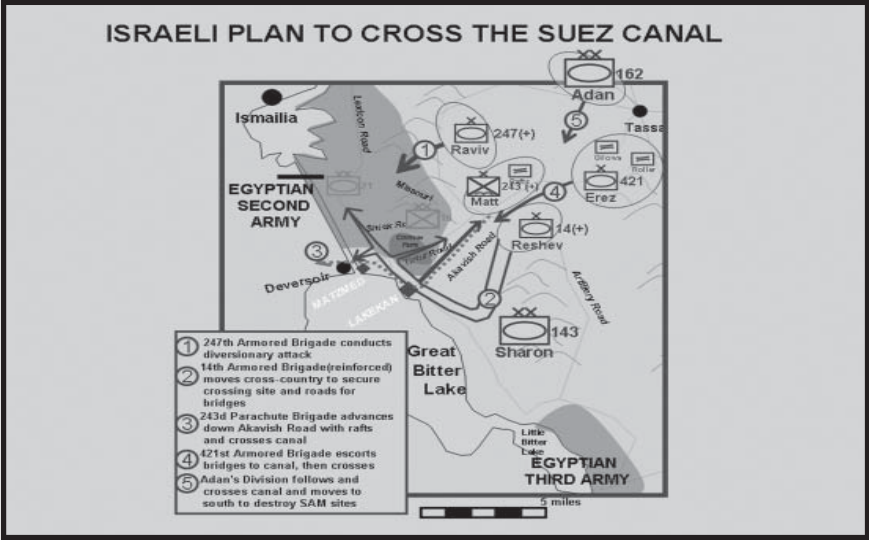 ISRAELI PLAN TO CROSS THE SUEZ CANAL
162
Adan
5
Ismailia
Lexicon Road
Tassa
1
247(+)
Raviv
Missouri
243 (+)
Matt
4
421
Erez
EGYPTIAN
SECOND
ARMY
14(+)
Reshev
3
Akavish Road
Deversoir
MATZMED
LAKEKAN
2
Artillery Road
143
Sharon
Great
Bitter
Lake
Little
Bitter
Lake
EGYPTIAN
THIRD ARMY
5 miles
1 247th Armored Brigade conducts
diversionary attack
2 14th Armored Brigade(reinforced)
moves cross-country to secure
crossing site and roads for
bridges
3 243d Parachute Brigade advances
down Akavish Road with rafts
and crosses canal
4 421st Armored Brigade escorts
bridges to canal, then crosses
5 Adan's Division follows and
crosses canal and moves to
south to destroy SAM sites